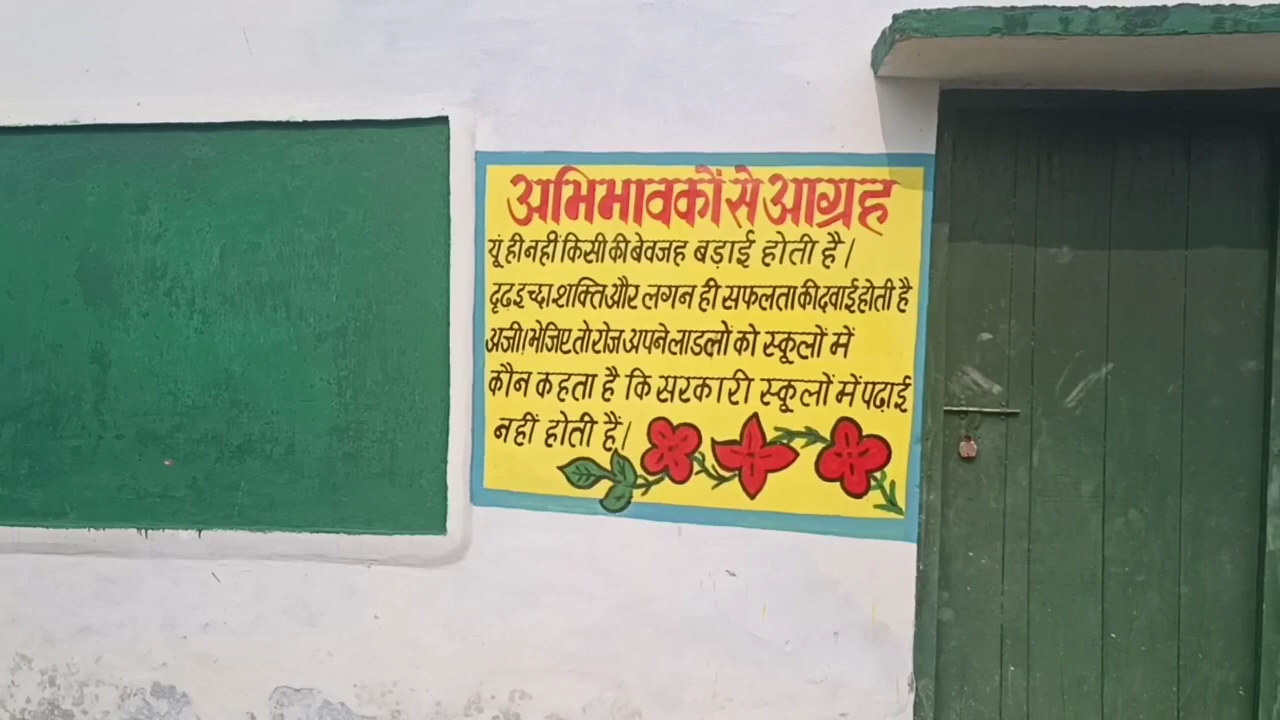 अभिभावकों से आग्रह
यूं ही नहीं किसी की बेवजह बड़ाई होती है।
दृढ़ इच्छा शक्ति और लगन ही सफलता की दवाई होती है
अजी। भेजिए तो रोज अपने लाडलों को स्कूलों में
कौन कहता है कि सरकारी स्कूलों में पढ़ाई
नहीं होती हैं।